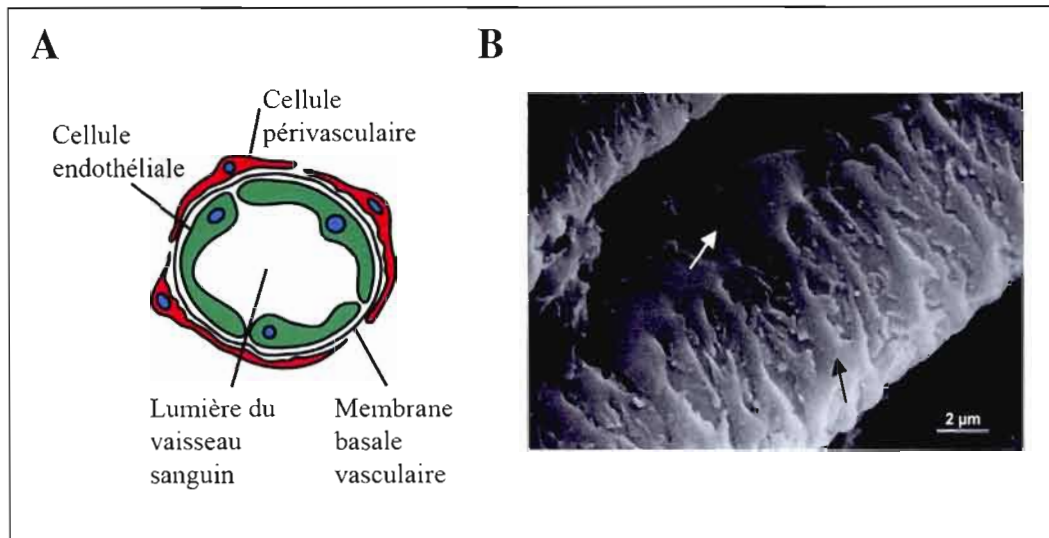 A
B
Cellule
périvasculaire
Cellule
endothéliale
Lumière du
vaisseau
sanguin
Membrane
basale
vasculaire
2 µm